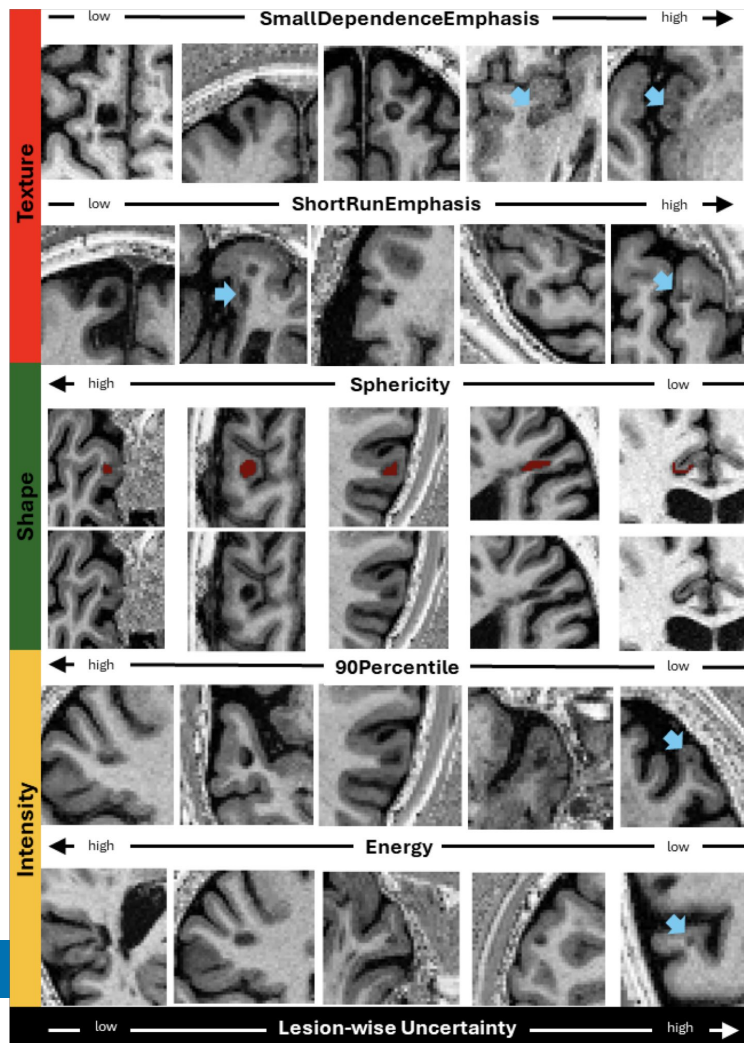 low SmallDependenceEmphasis high
Texture
low ShortRunEmphasis high
high Sphericity low
Shape
high 90Percentile low
Intensity
high Energy low
low Lesion-wise Uncertainty high